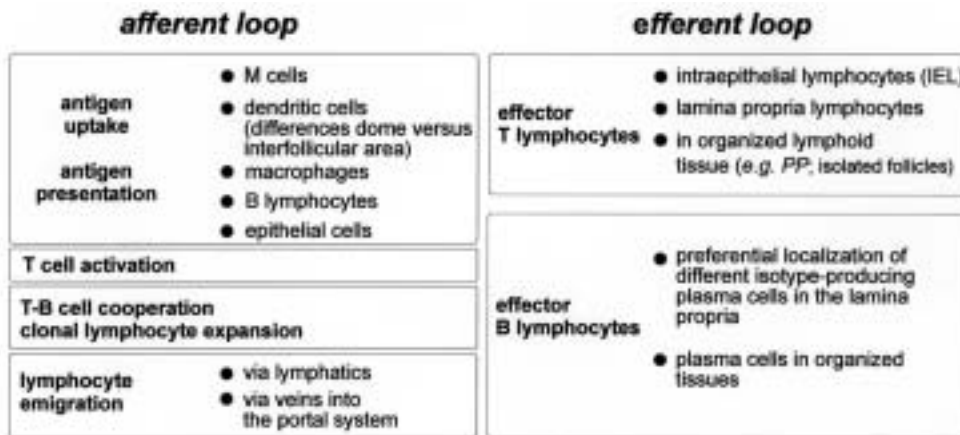 afferent loop
antigen
uptake
antigen
presentation
● M cells
● dendritic cells
(differences dome versus
interfollicular area)
● macrophages
● B lymphocytes
● epithelial cells
T cell activation
T-B cell cooperation
clonal lymphocyte expansion
lymphocyte
emigration
● via lymphatics
● via veins into
the portal system
efferent loop
effector
T lymphocytes
● intraepithelial lymphocytes (IEL)
● lamina propria lymphocytes
● in organized lymphoid
tissue (e.g. PP; isolated follicles)
effector
B lymphocytes
● preferential localization of
different isotype-producing
plasma cells in the lamina
propria
● plasma cells in organized
tissues